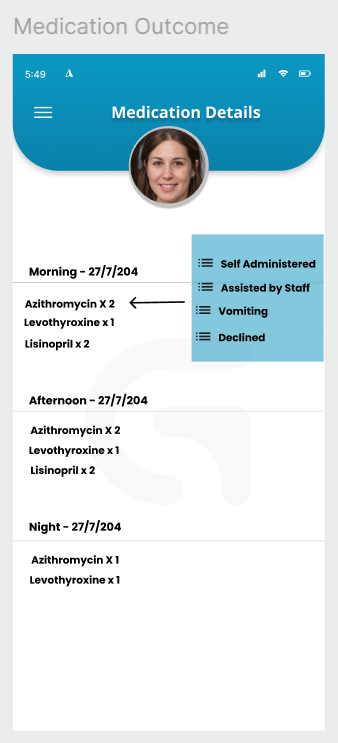 Medication Outcome
5:49
Medication Details
Morning - 27/7/204
Azithromycin X 2
Levothyroxine x 1
Lisinopril x 2
Self Administered
Assisted by Staff
Vomiting
Declined
Afternoon - 27/7/204
Azithromycin X 2
Levothyroxine x 1
Lisinopril x 2
Night - 27/7/204
Azithromycin X 1
Levothyroxine x 1